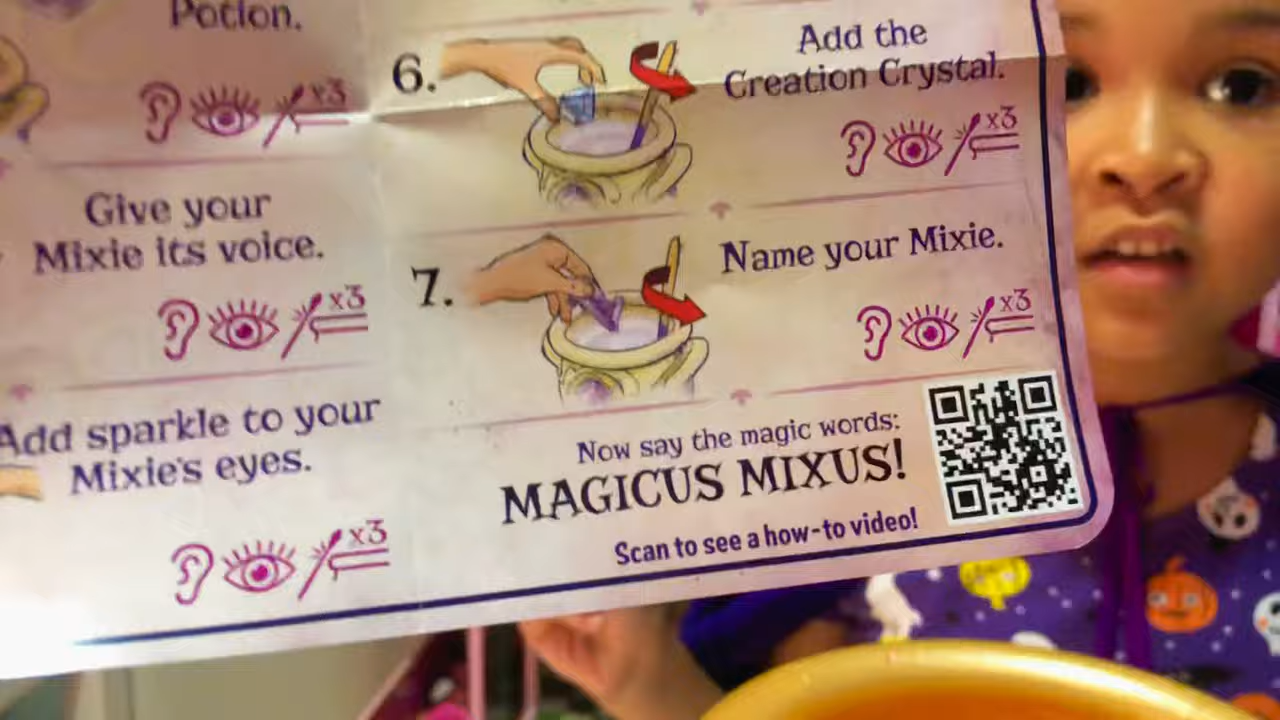 Potion.
x3
Give your
Mixie its voice.
x3
Add sparkle to your
Mixie's eyes.
x3
6.
Add the
Creation Crystal.
x3
7.
Name your Mixie.
x3
Now say the magic words:
MAGICUS MIXUS!
Scan to see a how-to video!